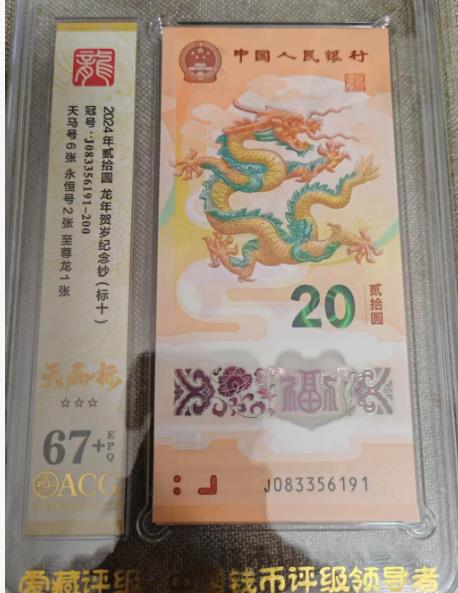 龍
2024年贰拾圆 龙年贺岁纪念钞(标十)
冠号:J083356191-200
天马号6张 永恒号2张 至尊龙1张
天马标
67+
EPQ
ACG
中国人民银行
20
贰拾圆
福
J083356191
爱藏评级
钱币评级领导者